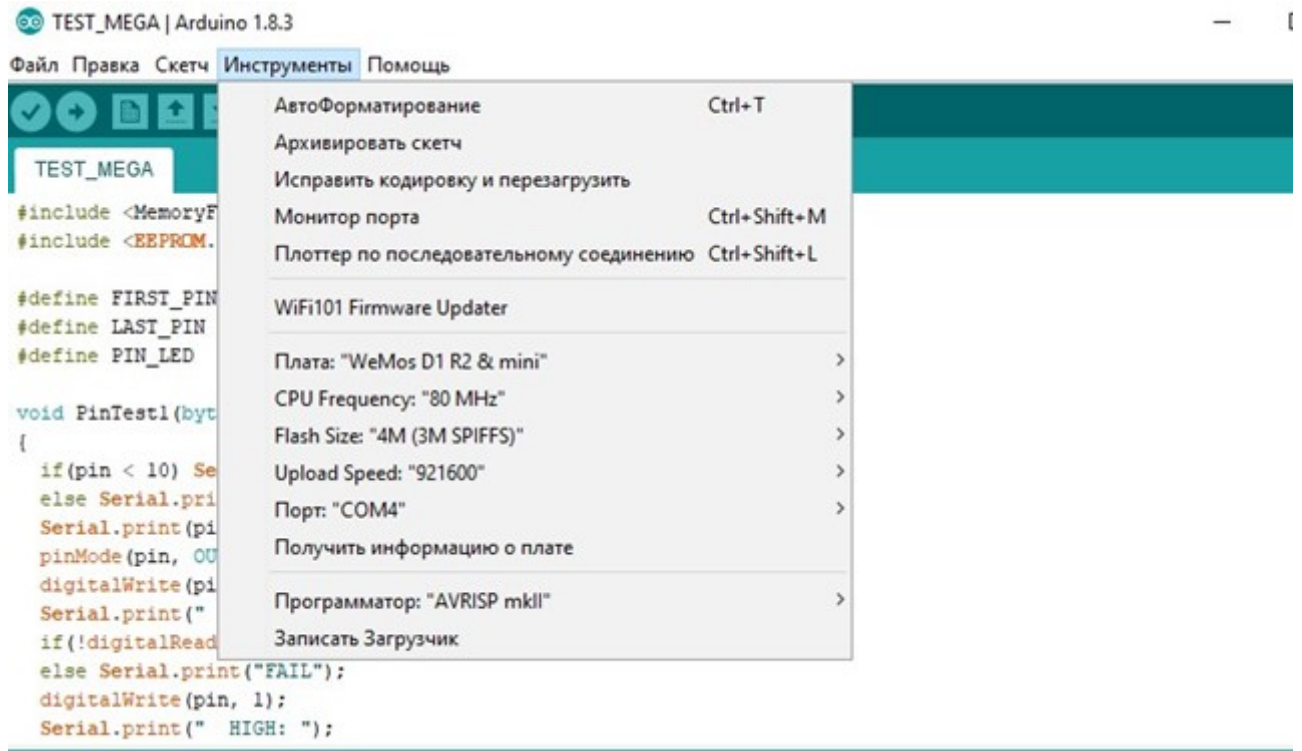 TEST_MEGA | Arduino 1.8.3
Файл Правка Скетч Инструменты Помощь
АвтоФорматирование Ctrl+T
Архивировать скетч
Исправить кодировку и перезагрузить
Монитор порта Ctrl+Shift+M
Плоттер по последовательному соединению Ctrl+Shift+L
WiFi101 Firmware Updater
Плата: "WeMos D1 R2 & mini"
CPU Frequency: "80 MHz"
Flash Size: "4M (3M SPIFFS)"
Upload Speed: "921600"
Порт: "COM4"
Получить информацию о плате
Программатор: "AVRISP mkII"
Записать Загрузчик
TEST_MEGA
#include <MemoryF
#include <EEPROM.
#define FIRST_PIN
#define LAST_PIN
#define PIN_LED
void PinTest1(byt
{
if(pin < 10) Se
else Serial.pri
Serial.print(pi
pinMode(pin, OU
digitalWrite(pi
Serial.print("
if(!digitalRead
else Serial.print("FAIL");
digitalWrite(pin, 1);
Serial.print("  HIGH: ");